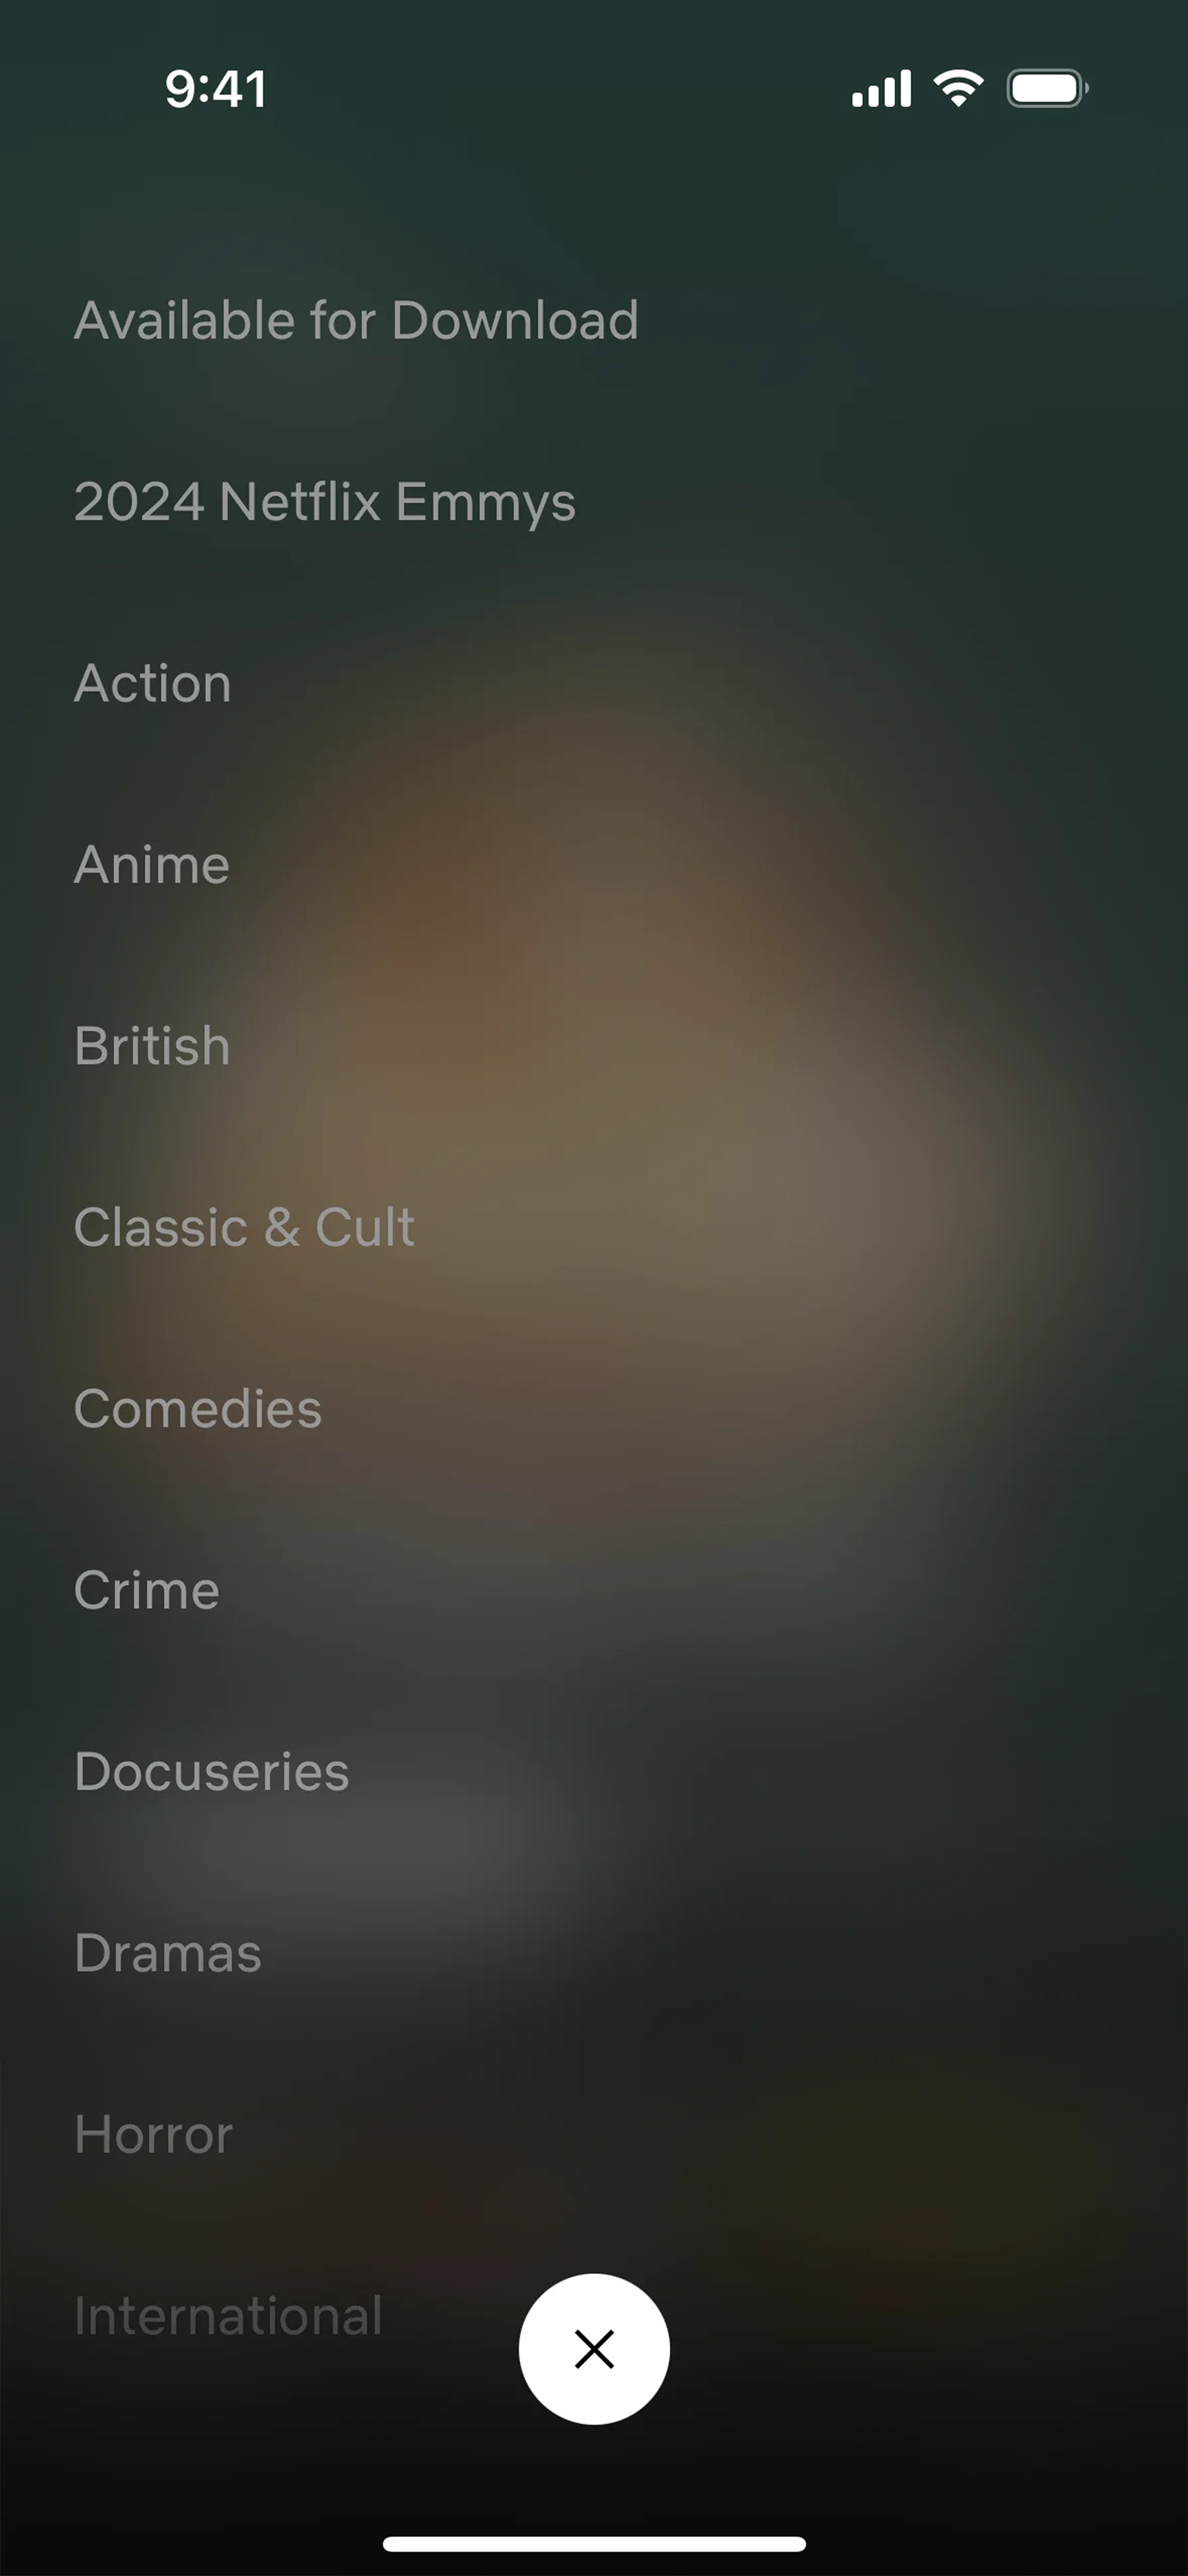 9:41
Available for Download
2024 Netflix Emmys
Action
Anime
British
Classic & Cult
Comedies
Crime
Docuseries
Dramas
Horror
International